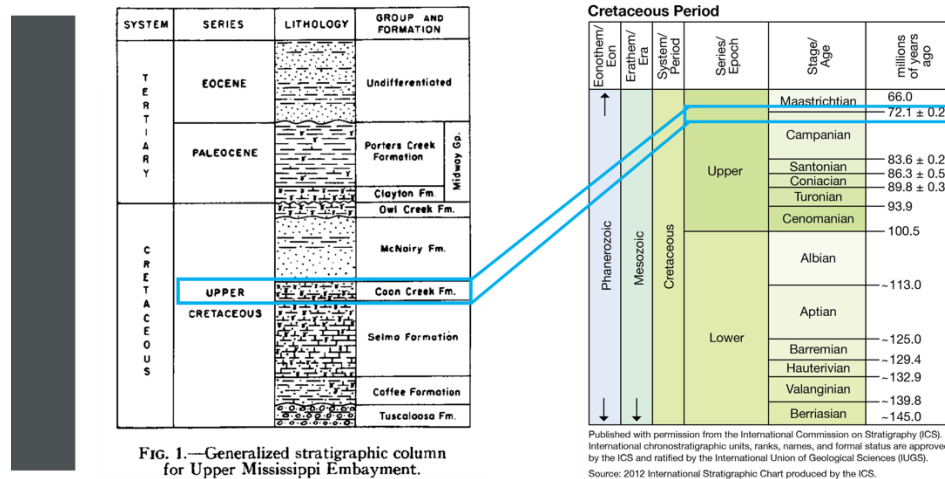 SYSTEM SERIES LITHOLOGY GROUP AND FORMATION
TERTIARY
EOCENE
Undifferentiated
PALEOCENE
Porters Creek Formation
Midway Gp.
Clayton Fm.
CRETACEOUS
Owl Creek Fm.
McNairy Fm.
UPPER
CRETACEOUS
Coon Creek Fm.
Selma Formation
Coffee Formation
Tuscaloosa Fm.
FIG. 1.—Generalized stratigraphic column
for Upper Mississippi Embayment.
Cretaceous Period
Eonothem/Eon
Erathem/Era
System/Period
Series/Epoch
Stage/Age
millions of years ago
Phanerozoic
Mesozoic
Cretaceous
Upper
Maastrichtian
66.0
72.1 ± 0.2
Campanian
83.6 ± 0.2
Santonian
86.3 ± 0.5
Coniacian
89.8 ± 0.3
Turonian
93.9
Cenomanian
100.5
Lower
Albian
~113.0
Aptian
~125.0
Barremian
~129.4
Hauterivian
~132.9
Valanginian
~139.8
Berriasian
~145.0
Published with permission from the International Commission on Stratigraphy (ICS).
International chronostratigraphic units, ranks, names, and formal status are approved
by the ICS and ratified by the International Union of Geological Sciences (IUGS).
Source: 2012 International Stratigraphic Chart produced by the ICS.